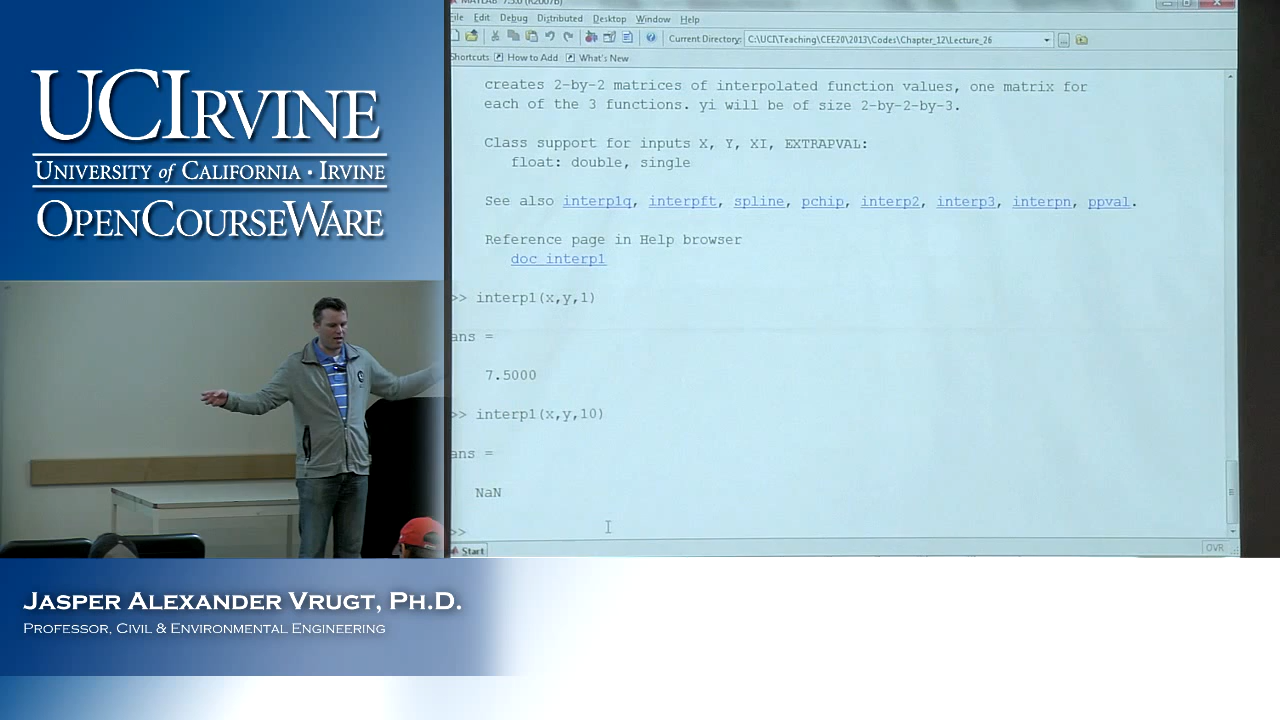 UCIRVINE
UNIVERSITY of CALIFORNIA · IRVINE
OPENCOURSEWARE
MATLAB 7.5.0 (R2007b)
File Edit Debug Distributed Desktop Window Help
Current Directory: C:\UCI\Teaching\CEE20\2013\Codes\Chapter_12\Lecture_26
Shortcuts How to Add What's New
creates 2-by-2 matrices of interpolated function values, one matrix for
each of the 3 functions. yi will be of size 2-by-2-by-3.
Class support for inputs X, Y, XI, EXTRAPVAL:
float: double, single
See also interp1q, interpft, spline, pchip, interp2, interp3, interpn, ppval.
Reference page in Help browser
doc interp1
>> interp1(x,y,1)
ans =
7.5000
>> interp1(x,y,10)
ans =
NaN
>>
Start
OVR
JASPER ALEXANDER VRUGT, PH.D.
PROFESSOR, CIVIL & ENVIRONMENTAL ENGINEERING